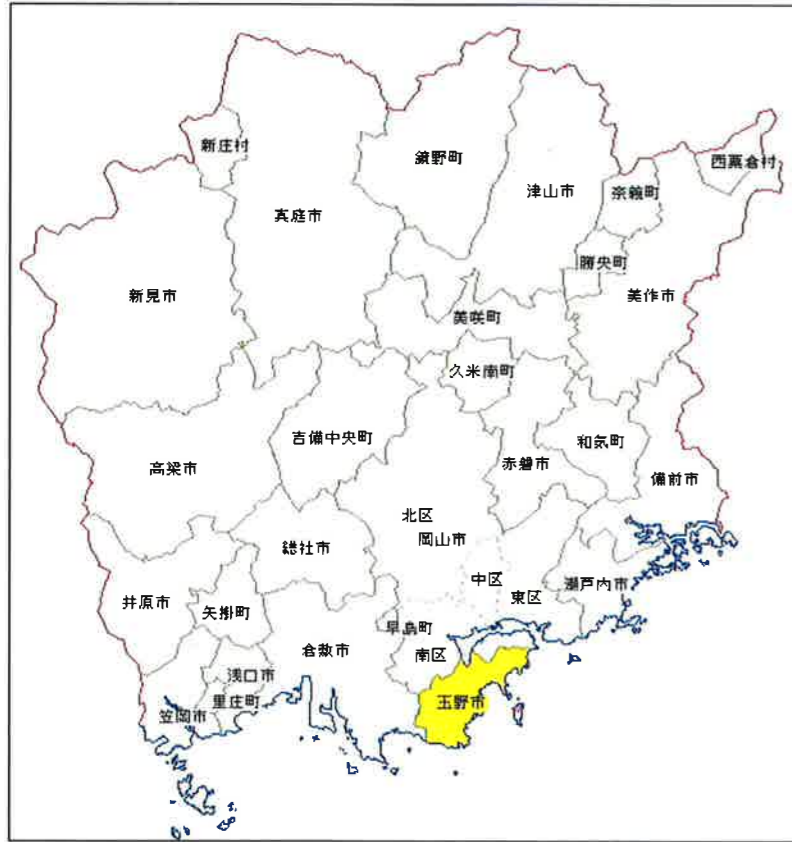 新庄村
真庭市
鏡野町
津山市
奈義町
西粟倉村
勝央町
美作市
新見市
美咲町
久米南町
吉備中央町
高梁市
赤磐市
和気町
備前市
北区
岡山市
総社市
中区
東区
瀬戸内市
井原市
矢掛町
早島町
南区
倉敷市
浅口市
里庄町
笠岡市
玉野市